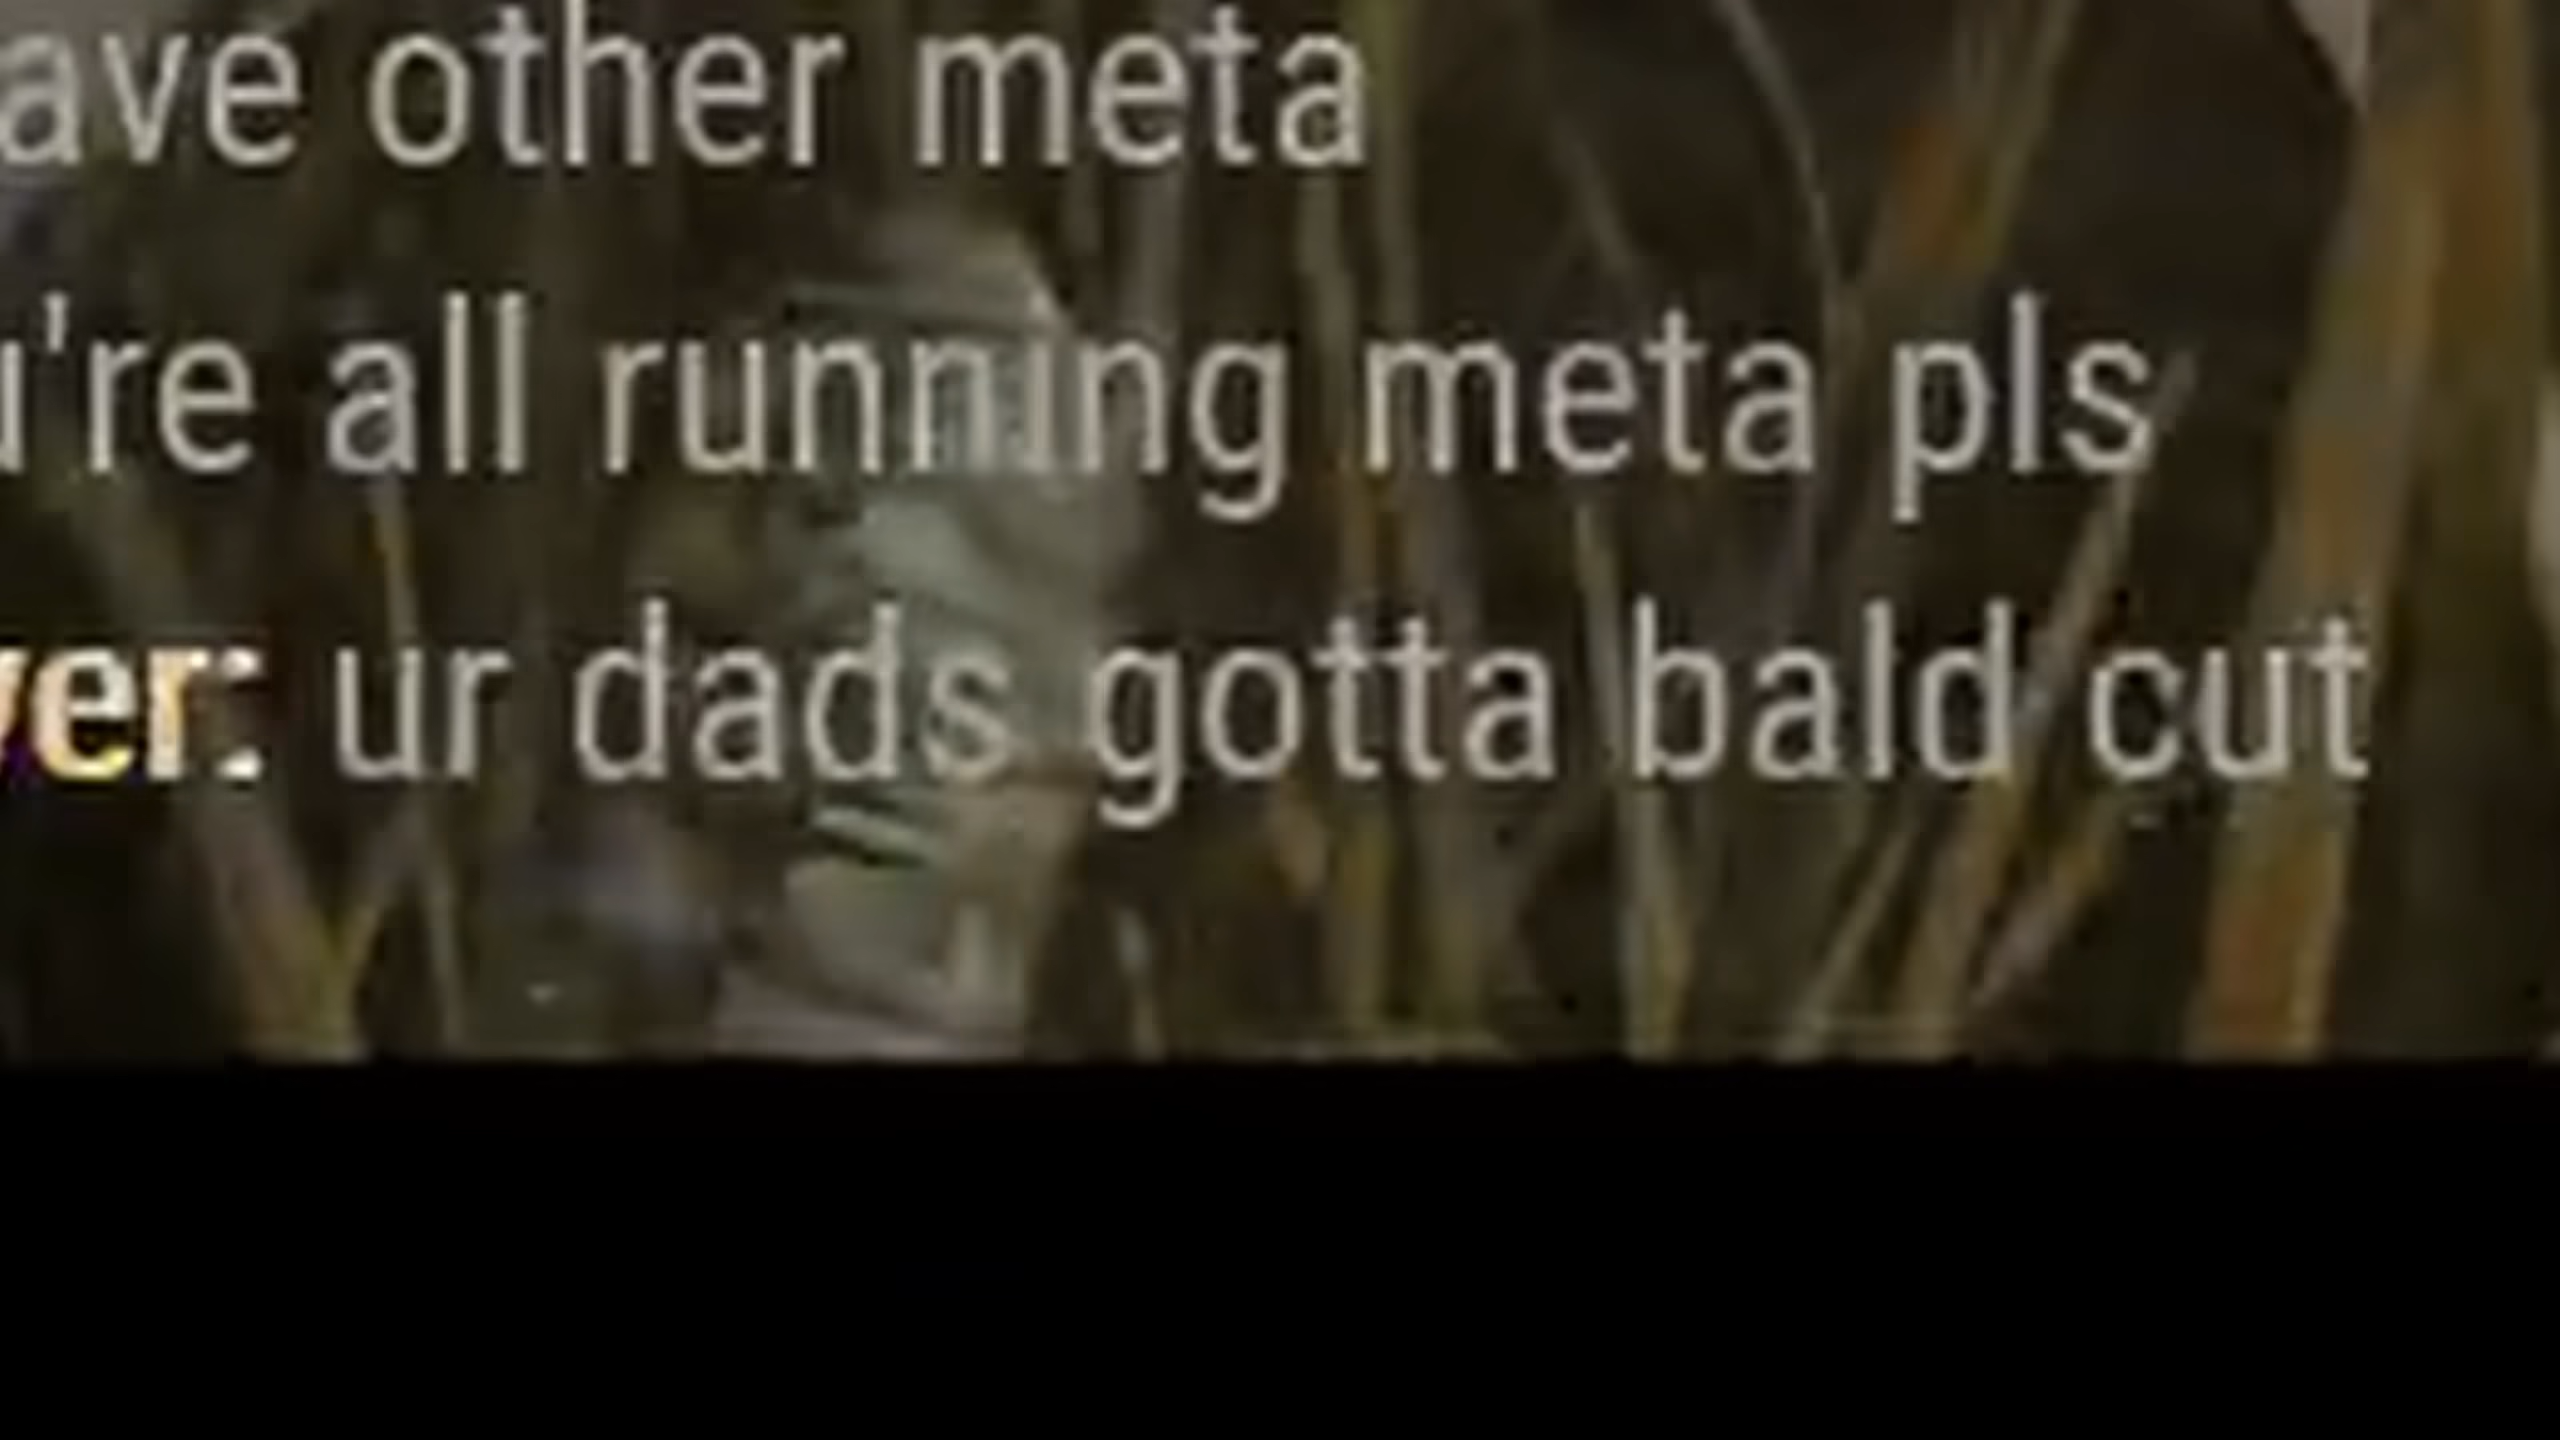 ave other meta
u're all running meta pls
ver: ur dads gotta bald cut